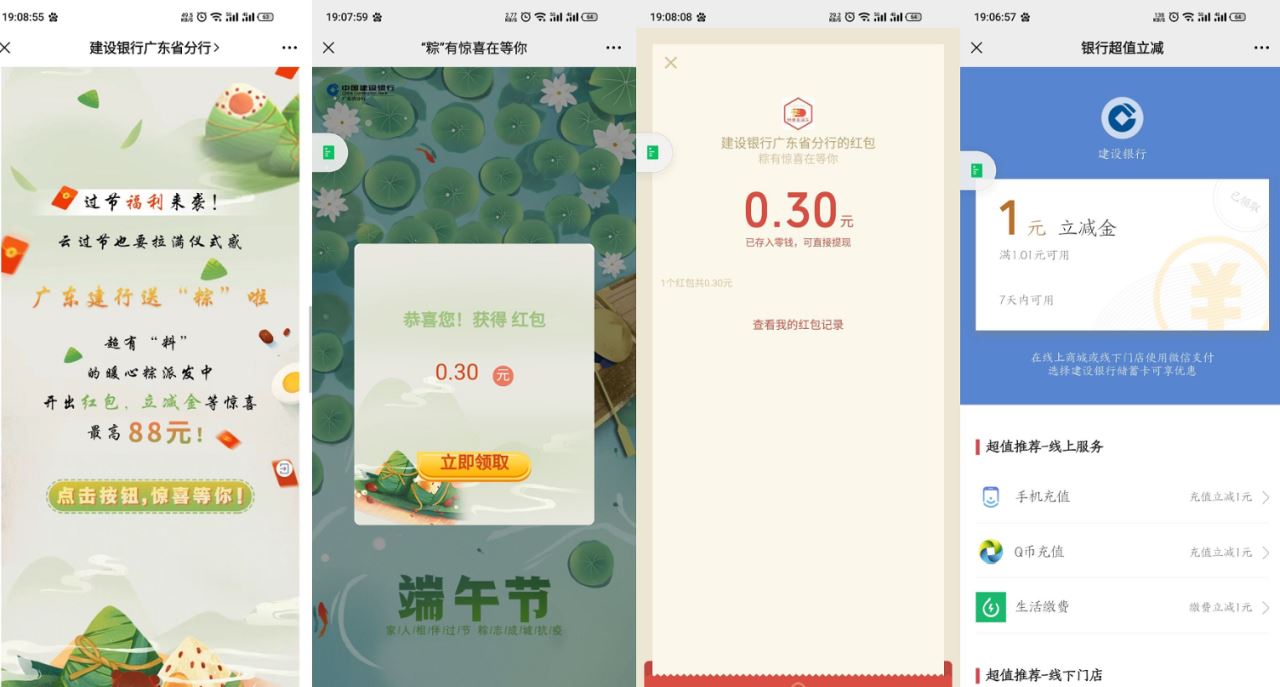 19:08:55
63
建设银行广东省分行>
过节福利来袭!
云过节也要拉满仪式感
广东建行送“粽”啦
超有“料”
的暖心粽派发中
开出红包、立减金等惊喜
最高88元!
点击按钮,惊喜等你!
19:07:59
64
“粽”有惊喜在等你
中国建设银行
恭喜您! 获得 红包
0.30 元
立即领取
端午节
家/人/相/伴/过/节 粽/志/成/城/抗/疫
19:08:08
64
建设银行广东省分行的红包
粽有惊喜在等你
0.30元
已存入零钱,可直接提现
1个红包共0.30元
查看我的红包记录
19:06:57
64
银行超值立减
建设银行
已领取
1元 立减金
满1.01元可用
7天内可用
在线上商城或线下门店使用微信支付
选择建设银行储蓄卡可享优惠
超值推荐-线上服务
手机充值 充值立减1元
Q币充值 充值立减1元
生活缴费 缴费立减1元
超值推荐-线下门店